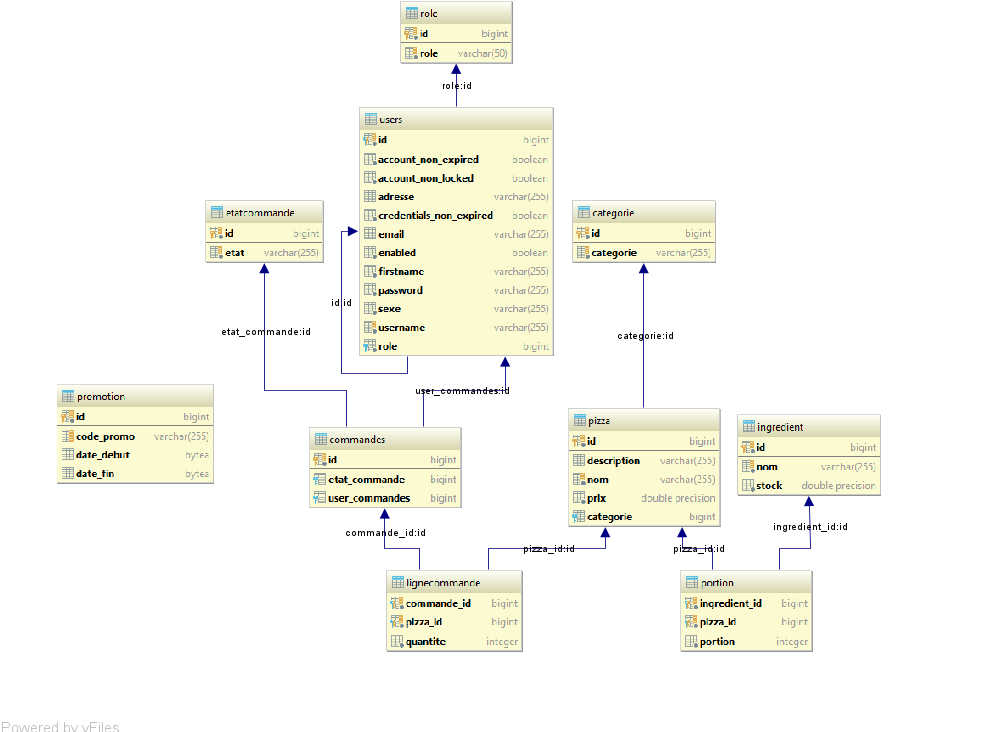 role
id bigint
role varchar(50)
role:id
users
id bigint
account_non_expired boolean
account_non_locked boolean
adresse varchar(255)
credentials_non_expired boolean
email varchar(255)
enabled boolean
firstname varchar(255)
password varchar(255)
sexe varchar(255)
username varchar(255)
role bigint
id:id
etatcommande
id bigint
etat varchar(255)
categorie
id bigint
categorie varchar(255)
etat_commande:id
categorie:id
user_commandes:id
promotion
id bigint
code_promo varchar(255)
date_debut bytea
date_fin bytea
commandes
id bigint
etat_commande bigint
user_commandes bigint
pizza
id bigint
description varchar(255)
nom varchar(255)
prix double precision
categorie bigint
ingredient
id bigint
nom varchar(255)
stock double precision
commande_id:id
pizza_id:id
pizza_id:id
ingredient_id:id
lignecommande
commande_id bigint
pizza_id bigint
quantite integer
portion
ingredient_id bigint
pizza_id bigint
portion integer
Powered by yFiles